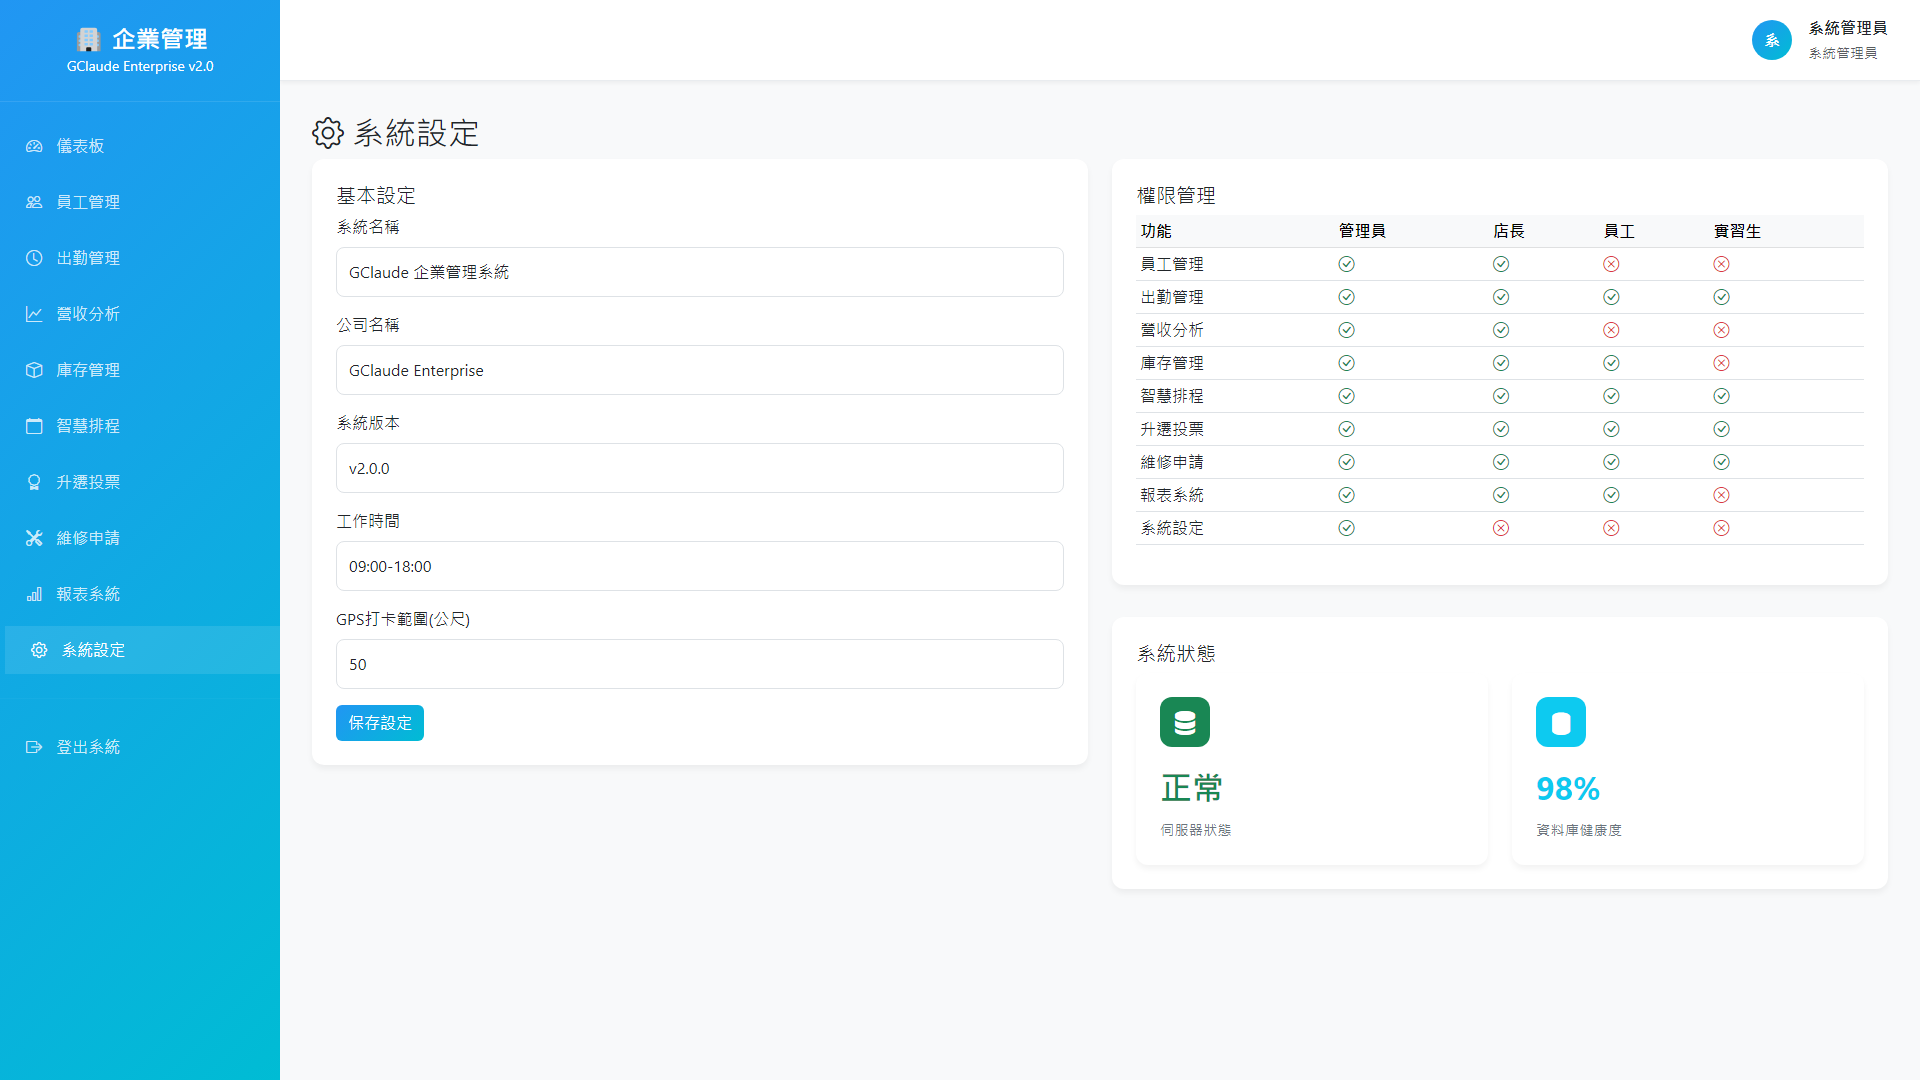 企業管理
GClaude Enterprise v2.0
儀表板
員工管理
出勤管理
營收分析
庫存管理
智慧排程
升遷投票
維修申請
報表系統
系統設定
登出系統
系
系統管理員
系統管理員
系統設定
基本設定
系統名稱
GClaude 企業管理系統
公司名稱
GClaude Enterprise
系統版本
v2.0.0
工作時間
09:00-18:00
GPS打卡範圍(公尺)
50
保存設定
權限管理
功能 管理員 店長 員工 實習生
員工管理
出勤管理
營收分析
庫存管理
智慧排程
升遷投票
維修申請
報表系統
系統設定
系統狀態
正常
伺服器狀態
98%
資料庫健康度